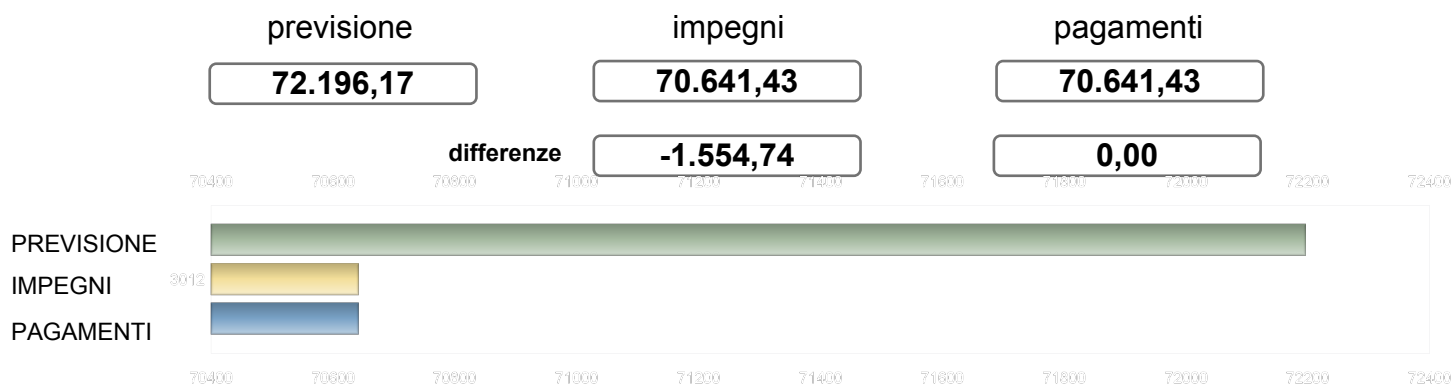 previsione impegni pagamenti
72.196,17 70.641,43 70.641,43
differenze -1.554,74 0,00
70400 70600 70800 71000 71200 71400 71600 71800 72000 72200 72400
PREVISIONE
3012
IMPEGNI
PAGAMENTI
70400 70600 70800 71000 71200 71400 71600 71800 72000 72200 72400